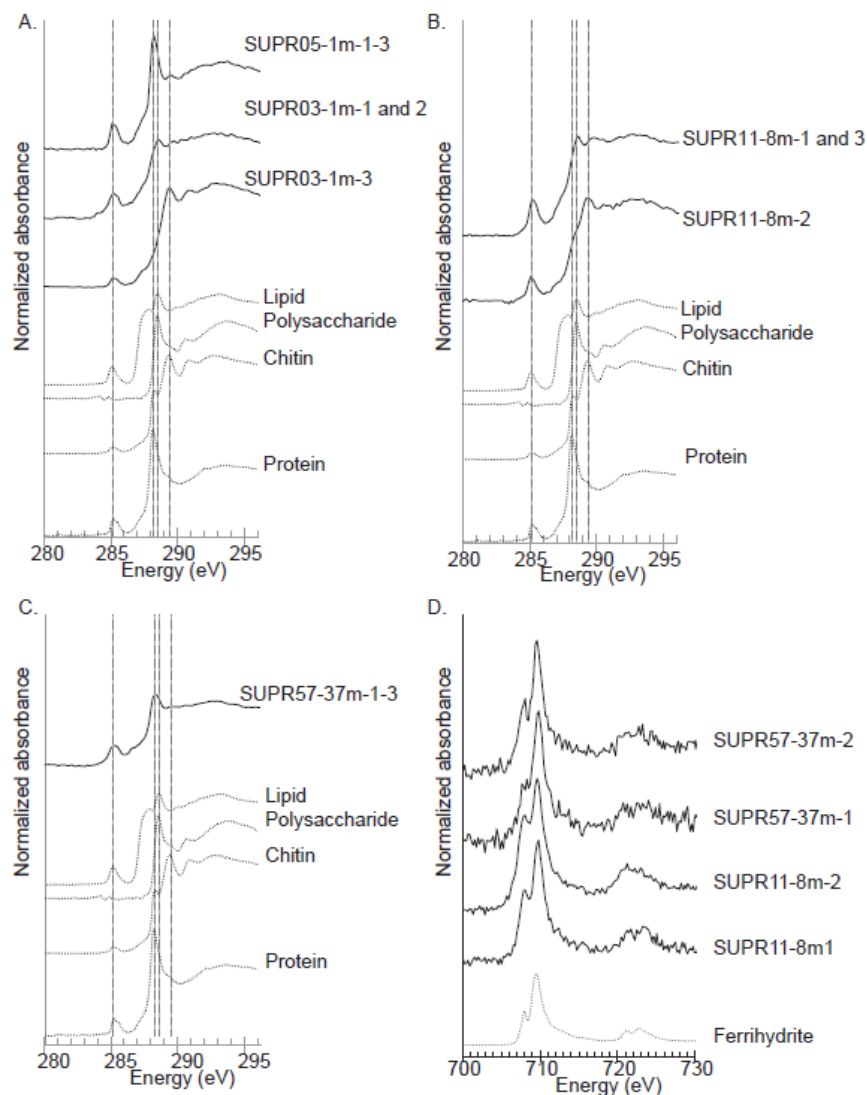 A.
SUPR05-1m-1-3
SUPR03-1m-1 and 2
SUPR03-1m-3
Lipid
Polysaccharide
Chitin
Protein
Normalized absorbance
280 285 290 295
Energy (eV)
B.
SUPR11-8m-1 and 3
SUPR11-8m-2
Lipid
Polysaccharide
Chitin
Protein
Normalized absorbance
280 285 290 295
Energy (eV)
C.
SUPR57-37m-1-3
Lipid
Polysaccharide
Chitin
Protein
Normalized absorbance
280 285 290 295
Energy (eV)
D.
SUPR57-37m-2
SUPR57-37m-1
SUPR11-8m-2
SUPR11-8m1
Ferrihydrite
Normalized absorbance
700 710 720 730
Energy (eV)